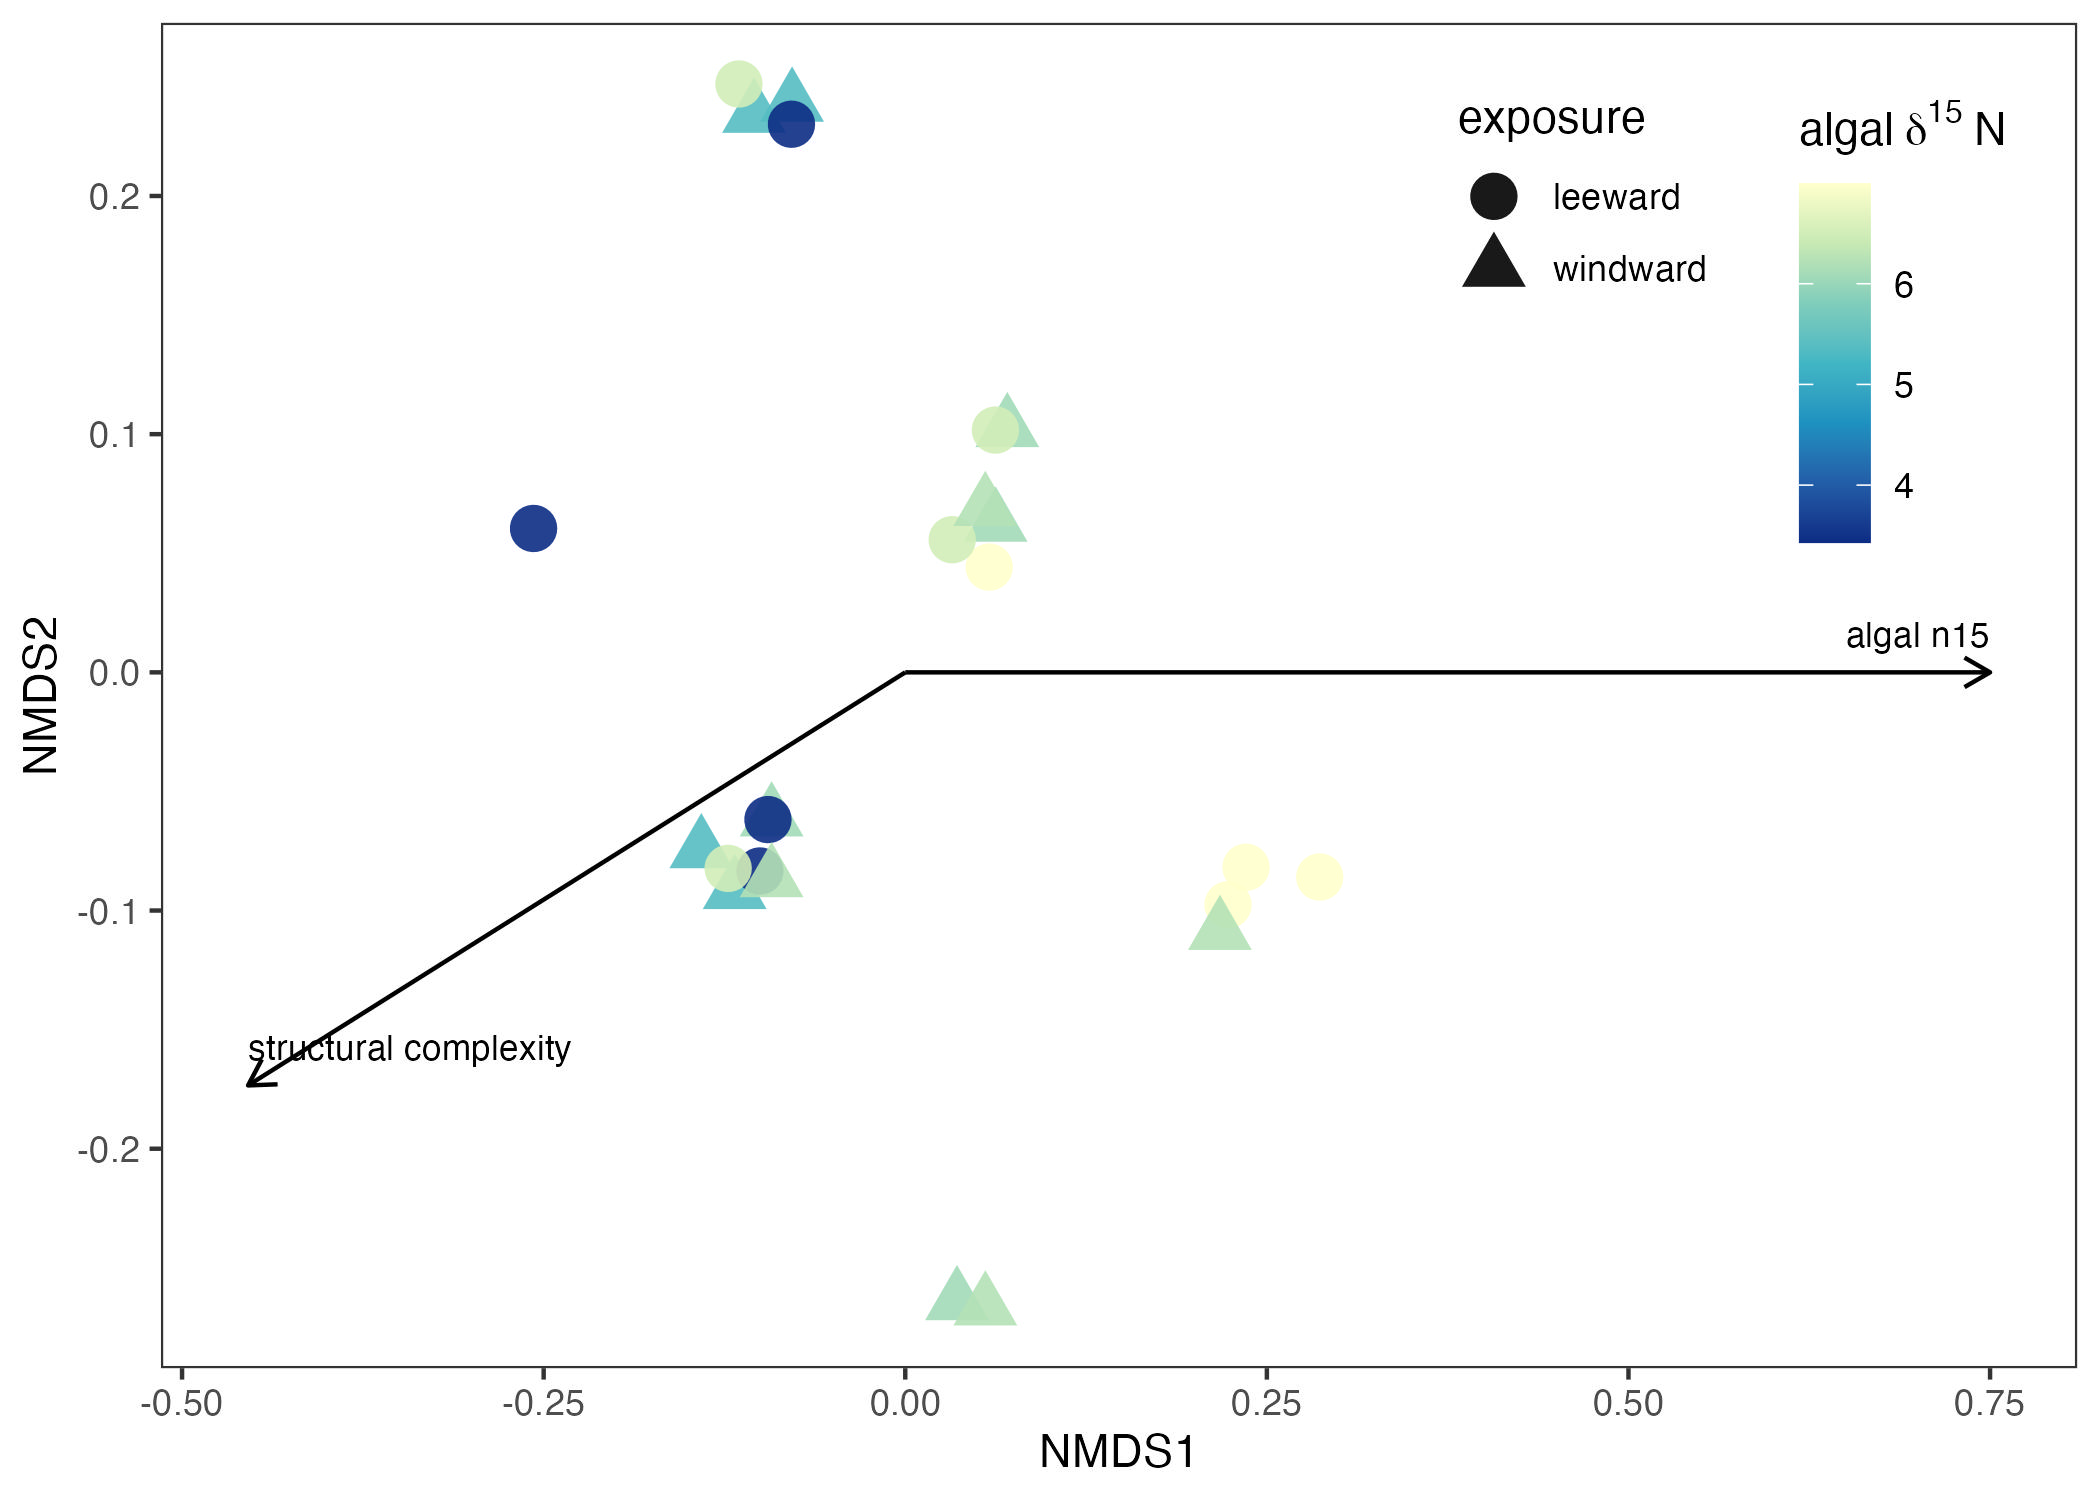 exposure
leeward
windward
algal δ¹⁵ N
6
5
4
NMDS2
0.2
0.1
0.0
-0.1
-0.2
algal n15
structural complexity
-0.50 -0.25 0.00 0.25 0.50 0.75
NMDS1